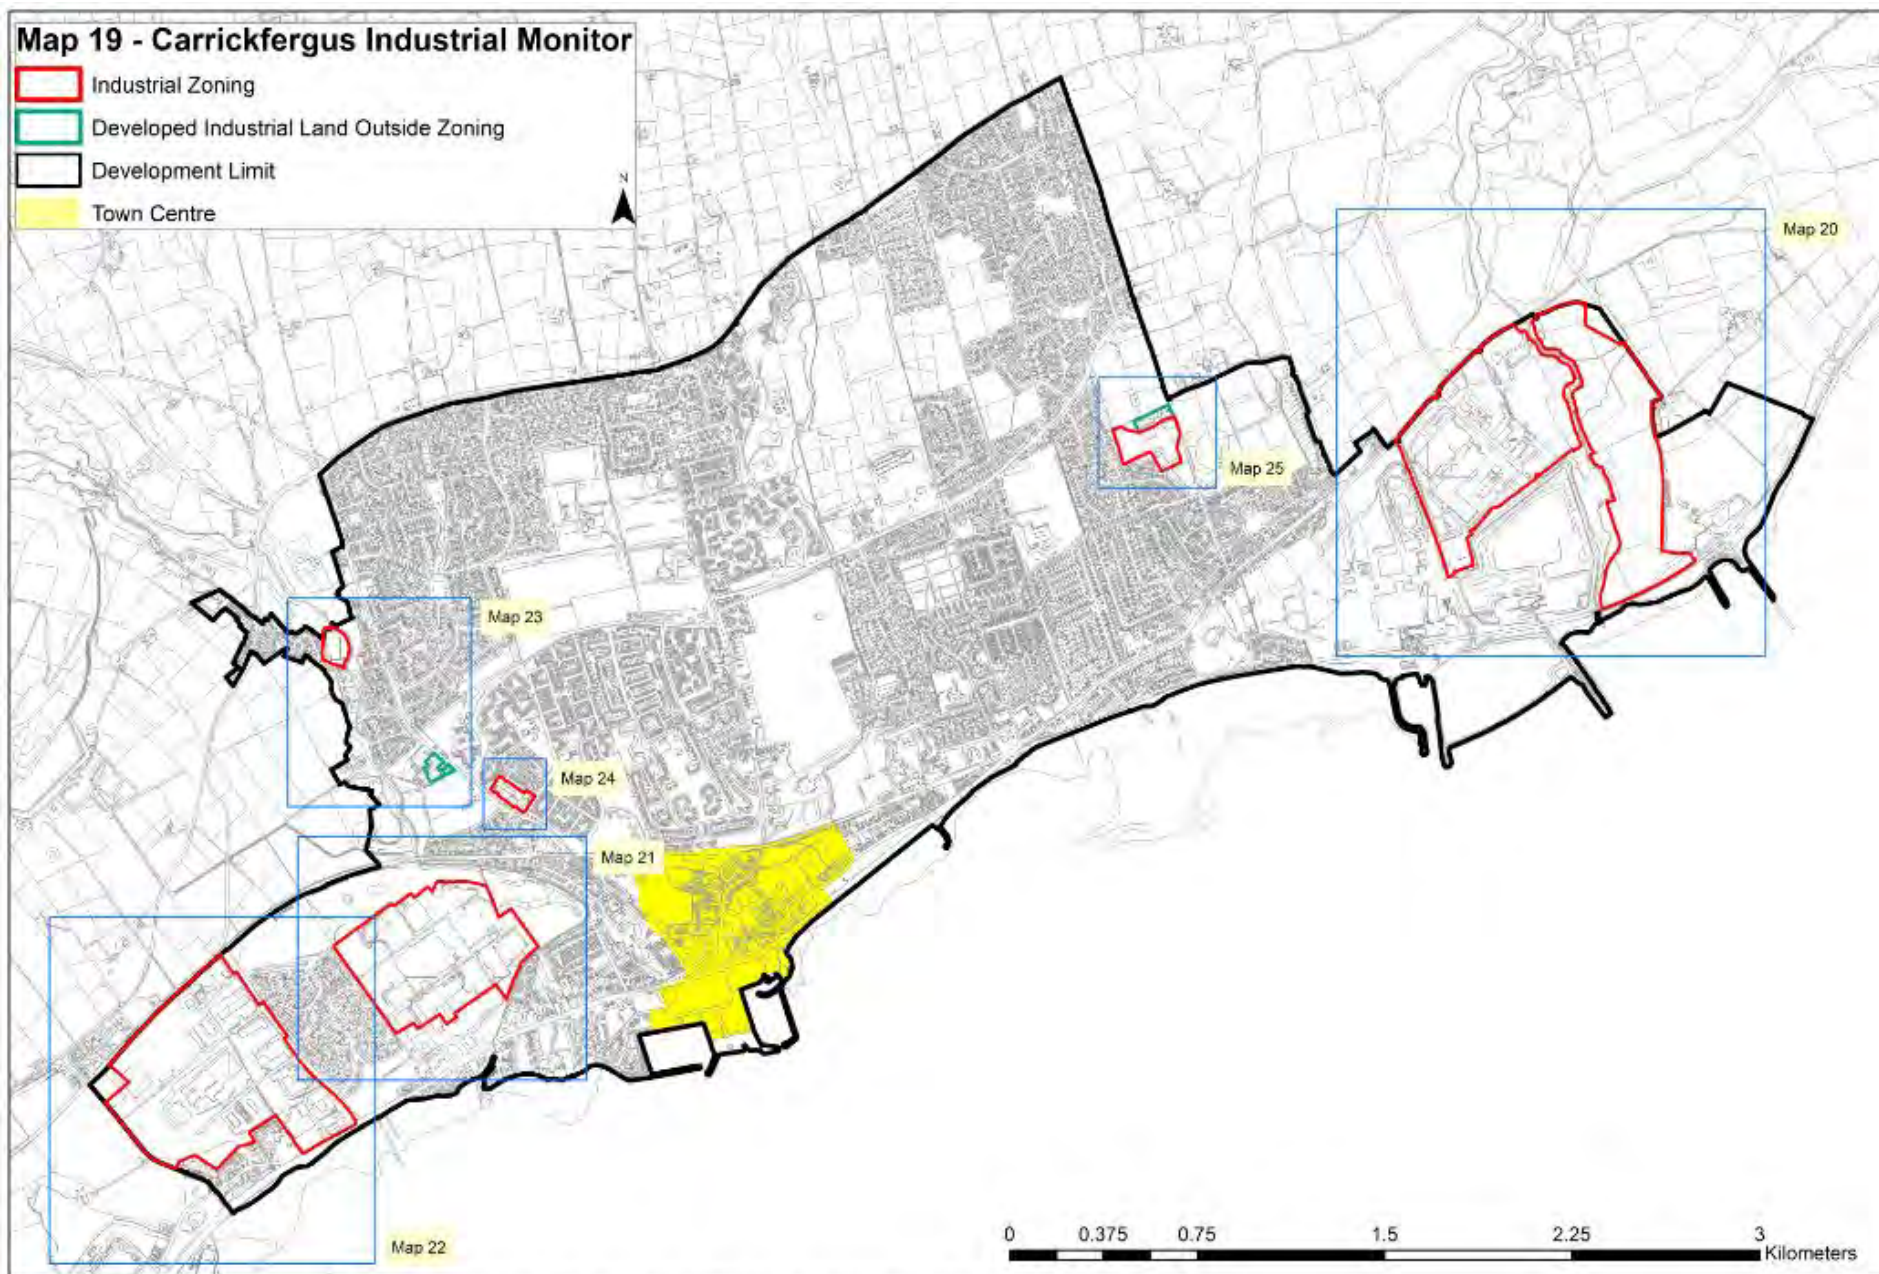 Map 19 - Carrickfergus Industrial Monitor
Industrial Zoning
Developed Industrial Land Outside Zoning
Development Limit
Town Centre
Z
Map 20
Map 25
Map 23
Map 24
Map 21
Map 22
0 0.375 0.75 1.5 2.25 3
Kilometers